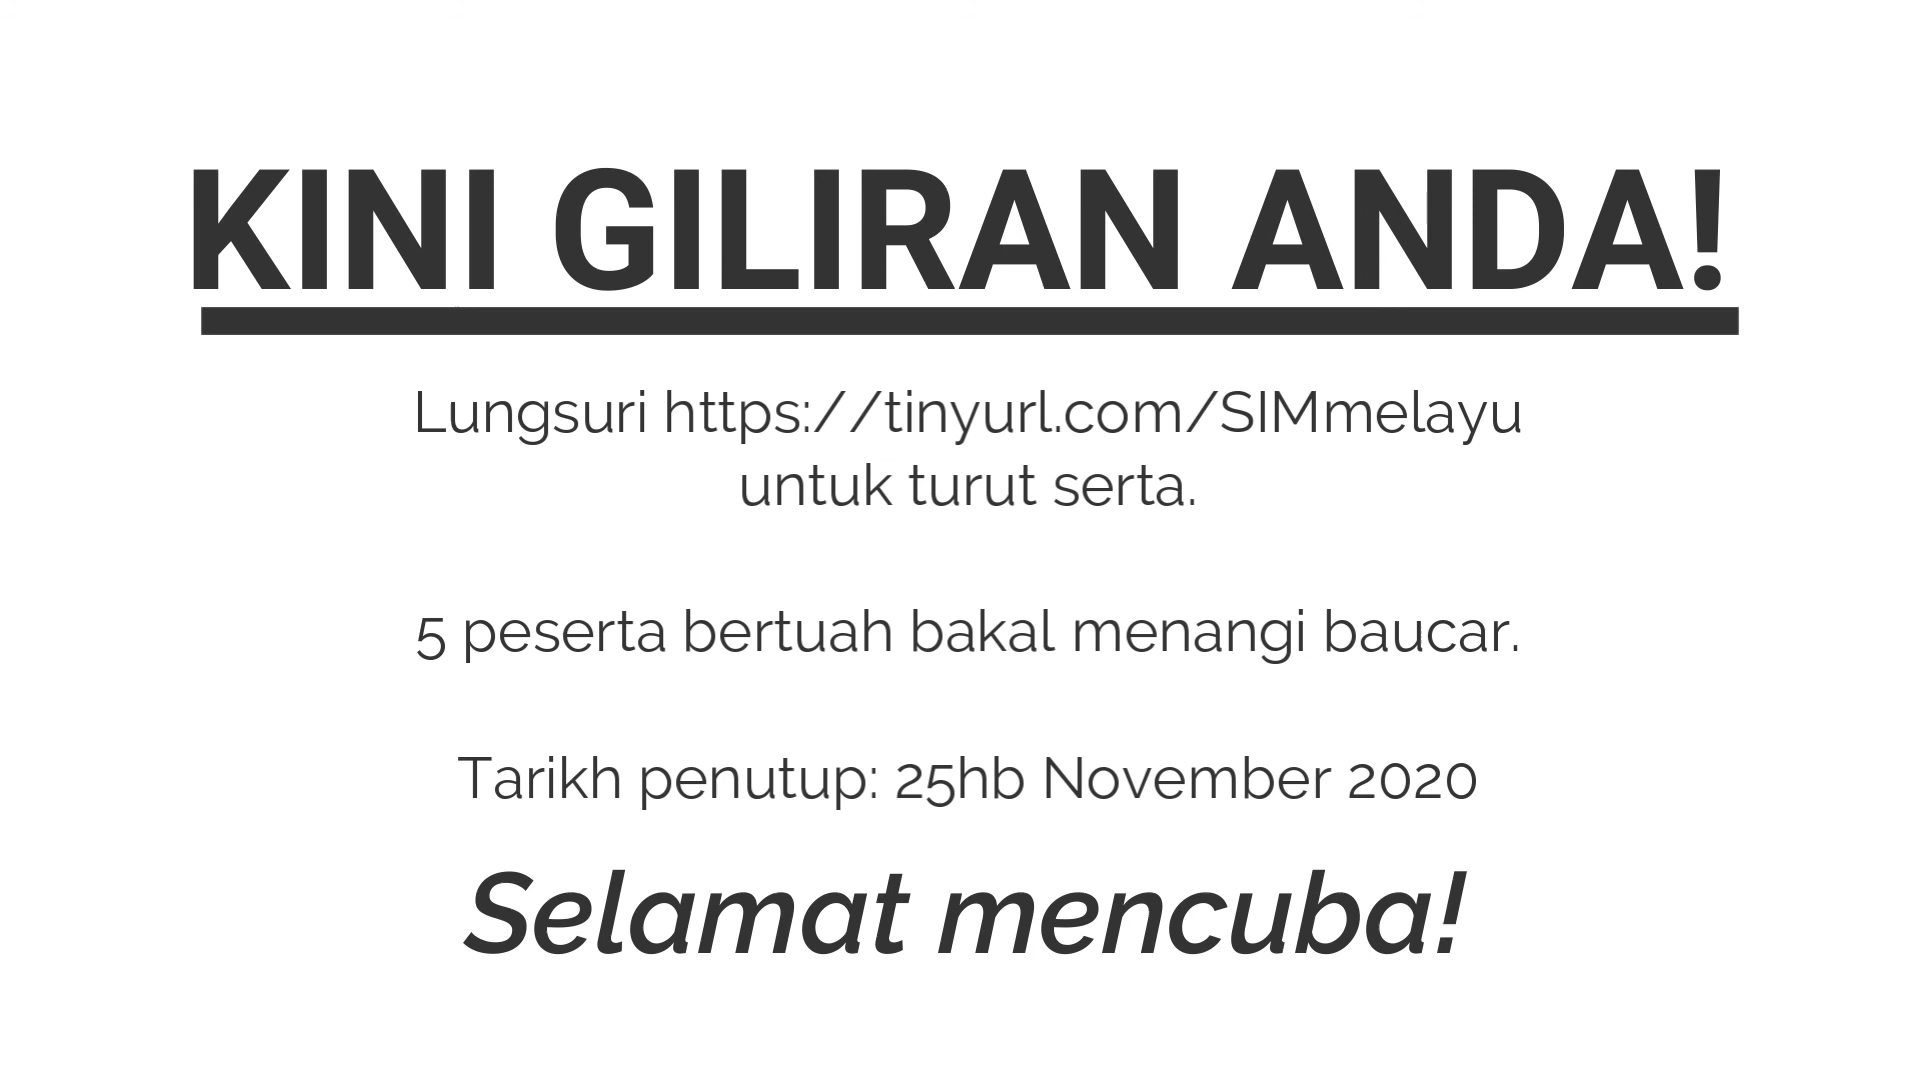 KINI GILIRAN ANDA!
Lungsuri https://tinyurl.com/SIMmelayu
untuk turut serta.
5 peserta bertuah bakal menangi baucar.
Tarikh penutup: 25hb November 2020
Selamat mencuba!